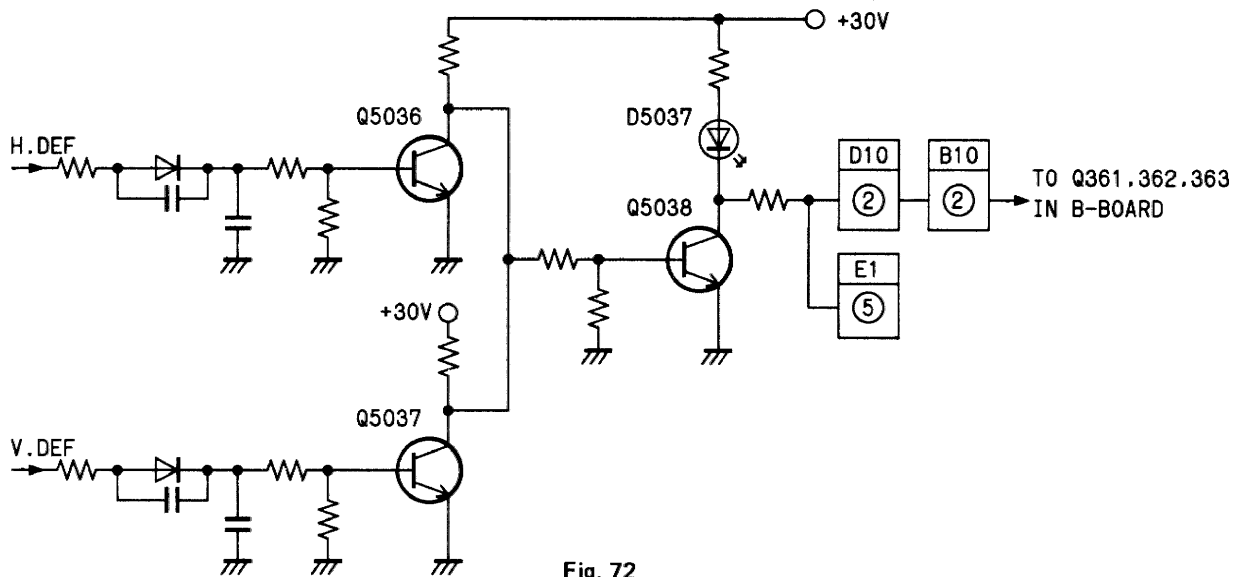 +30V
Q5036
D5037
H.DEF
D10
B10
②
②
TO Q361.362.363
IN B-BOARD
Q5038
E1
⑤
+30V
Q5037
V.DEF
Fig. 72